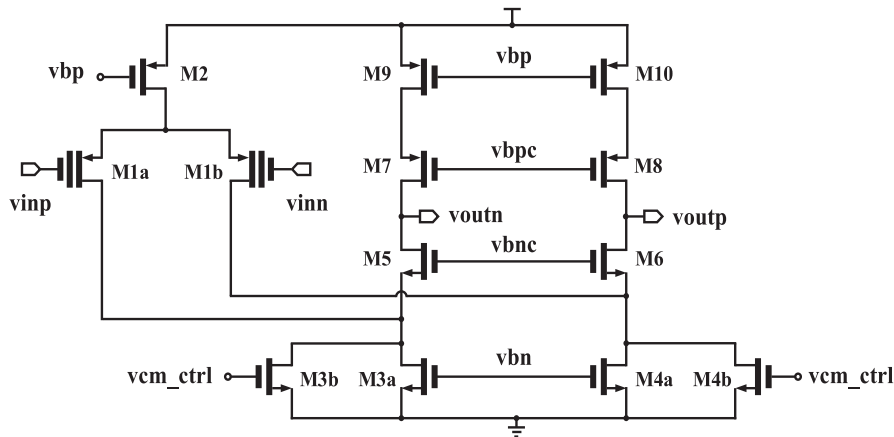 vbp
M2
M9
vbp
M10
M1a
M1b
M7
vbpc
M8
vinp
vinn
voutn
voutp
M5
vbnc
M6
vcm_ctrl
M3b
M3a
vbn
M4a
M4b
vcm_ctrl